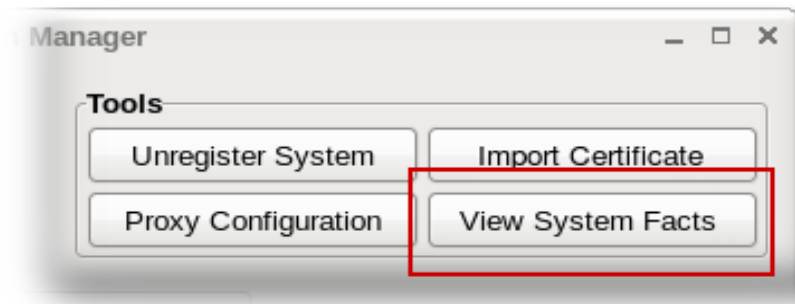 Manager
Tools
Unregister System Import Certificate
Proxy Configuration View System Facts